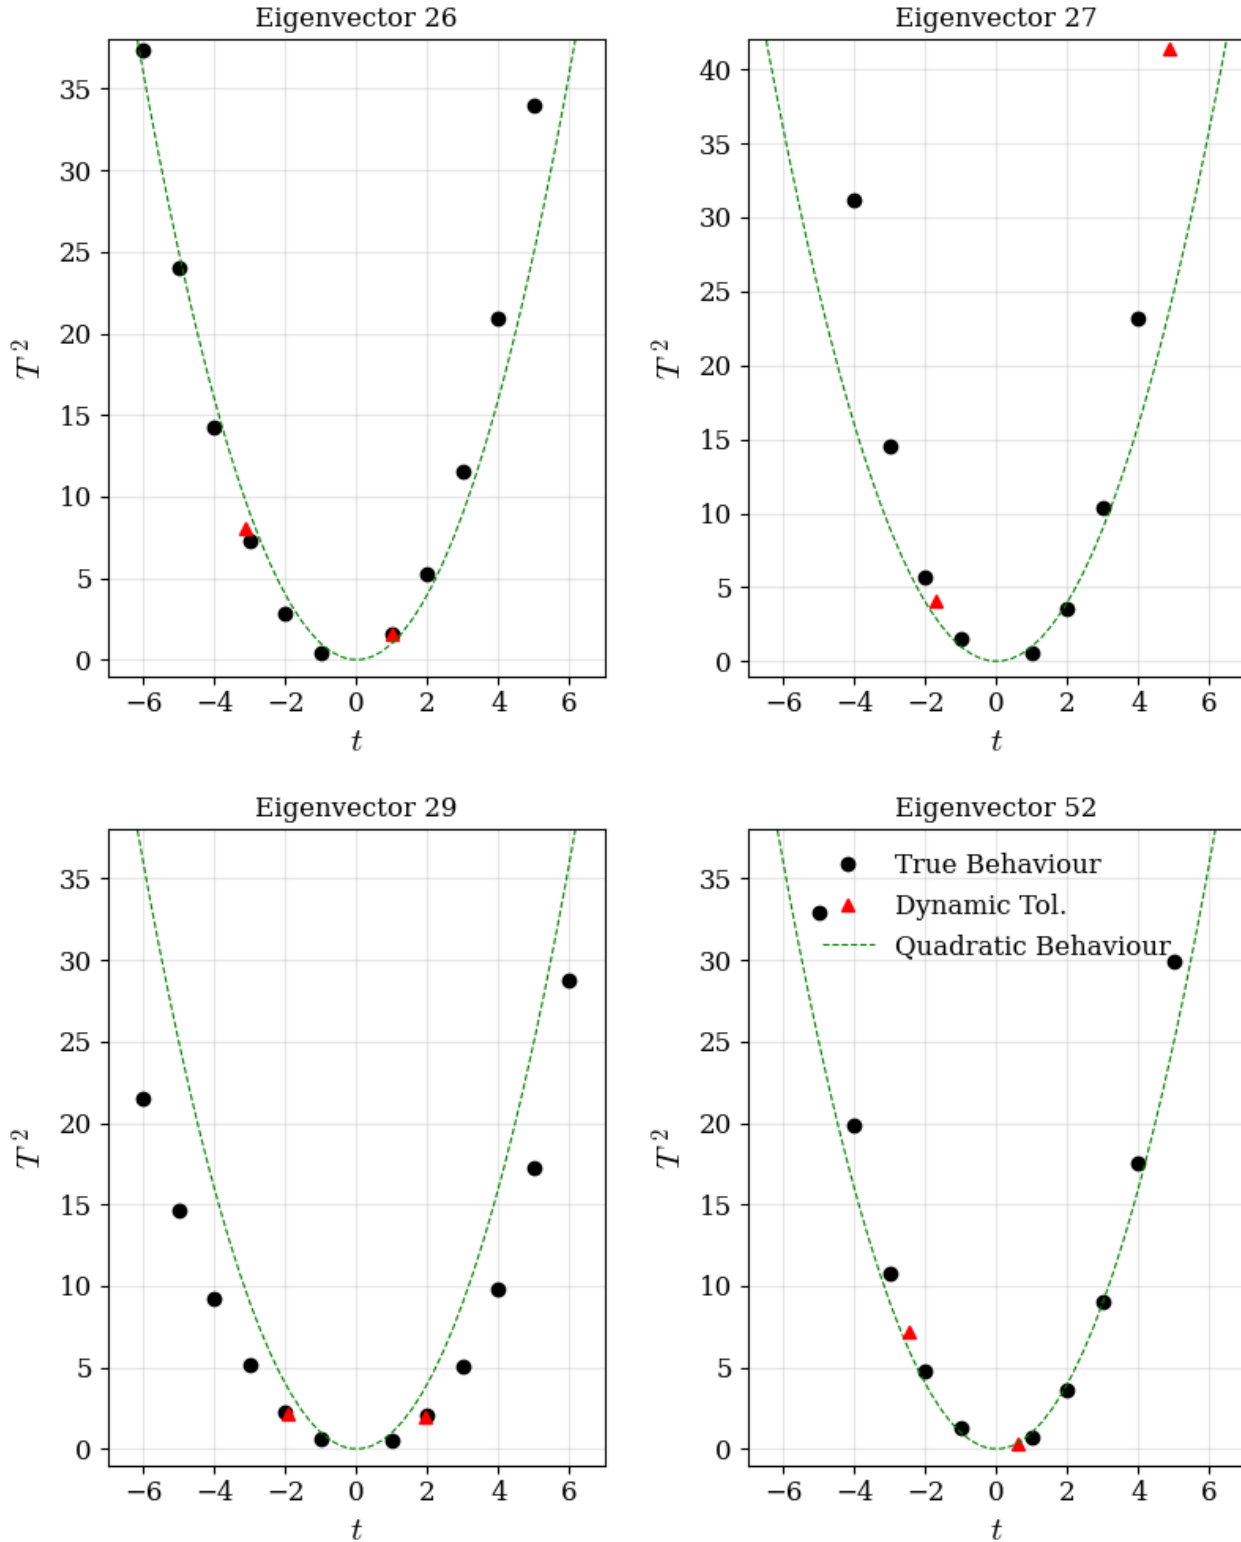 Eigenvector 26
35
30
25
20
15
10
5
0
T²
−6 −4 −2 0 2 4 6
t
Eigenvector 27
40
35
30
25
20
15
10
5
0
T²
−6 −4 −2 0 2 4 6
t
Eigenvector 29
35
30
25
20
15
10
5
0
T²
−6 −4 −2 0 2 4 6
t
Eigenvector 52
True Behaviour
Dynamic Tol.
Quadratic Behaviour
35
30
25
20
15
10
5
0
T²
−6 −4 −2 0 2 4 6
t